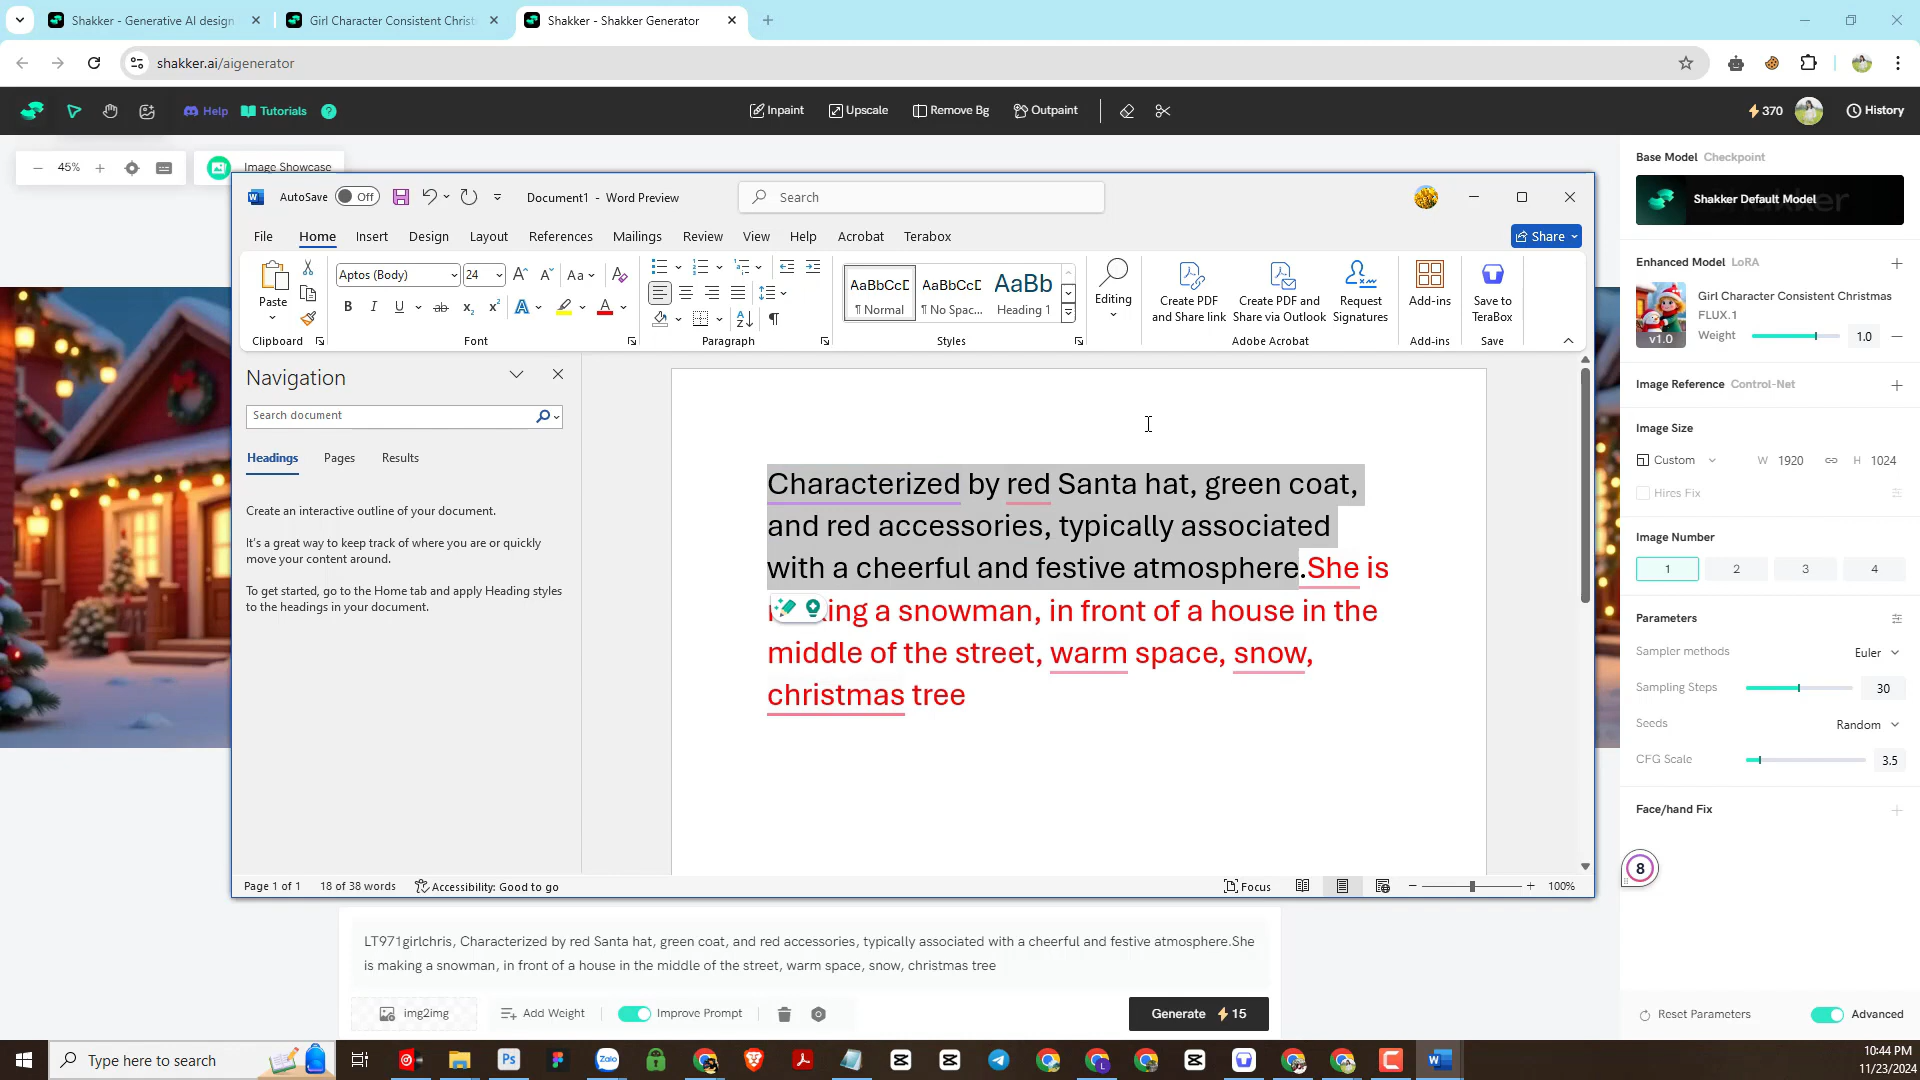 Shakker - Generative AI design
Girl Character Consistent Christ
Shakker - Shakker Generator
shakker.ai/aigenerator
Help
Tutorials
Inpaint
Upscale
Remove Bg
Outpaint
370
History
45%
Image Showcase
Base Model Checkpoint
Shakker Default Model
Enhanced Model LoRA
Girl Character Consistent Christmas
FLUX.1
v1.0
Weight
1.0
Image Reference Control-Net
Image Size
Custom
W 1920
H 1024
Hires Fix
Image Number
1
2
3
4
Parameters
Sampler methods
Euler
Sampling Steps
30
Seeds
Random
CFG Scale
3.5
Face/hand Fix
8
Reset Parameters
Advanced
AutoSave
Off
Document1 - Word Preview
Search
File
Home
Insert
Design
Layout
References
Mailings
Review
View
Help
Acrobat
Terabox
Share
Paste
Clipboard
Aptos (Body)
24
Font
Paragraph
AaBbCcD
¶ Normal
AaBbCcD
¶ No Spac...
AaBb
Heading 1
Styles
Editing
Create PDF
and Share link
Create PDF and
Share via Outlook
Request
Signatures
Adobe Acrobat
Add-ins
Add-ins
Save to
TeraBox
Save
Navigation
Search document
Headings
Pages
Results
Create an interactive outline of your document.
It's a great way to keep track of where you are or quickly
move your content around.
To get started, go to the Home tab and apply Heading styles
to the headings in your document.
Characterized by red Santa hat, green coat,
and red accessories, typically associated
with a cheerful and festive atmosphere.She is
a snowman, in front of a house in the
middle of the street, warm space, snow,
christmas tree
Page 1 of 1
18 of 38 words
Accessibility: Good to go
Focus
100%
LT971girlchris, Characterized by red Santa hat, green coat, and red accessories, typically associated with a cheerful and festive atmosphere.She
is making a snowman, in front of a house in the middle of the street, warm space, snow, christmas tree
img2img
Add Weight
Improve Prompt
Generate
15
Type here to search
10:44 PM
11/23/2024